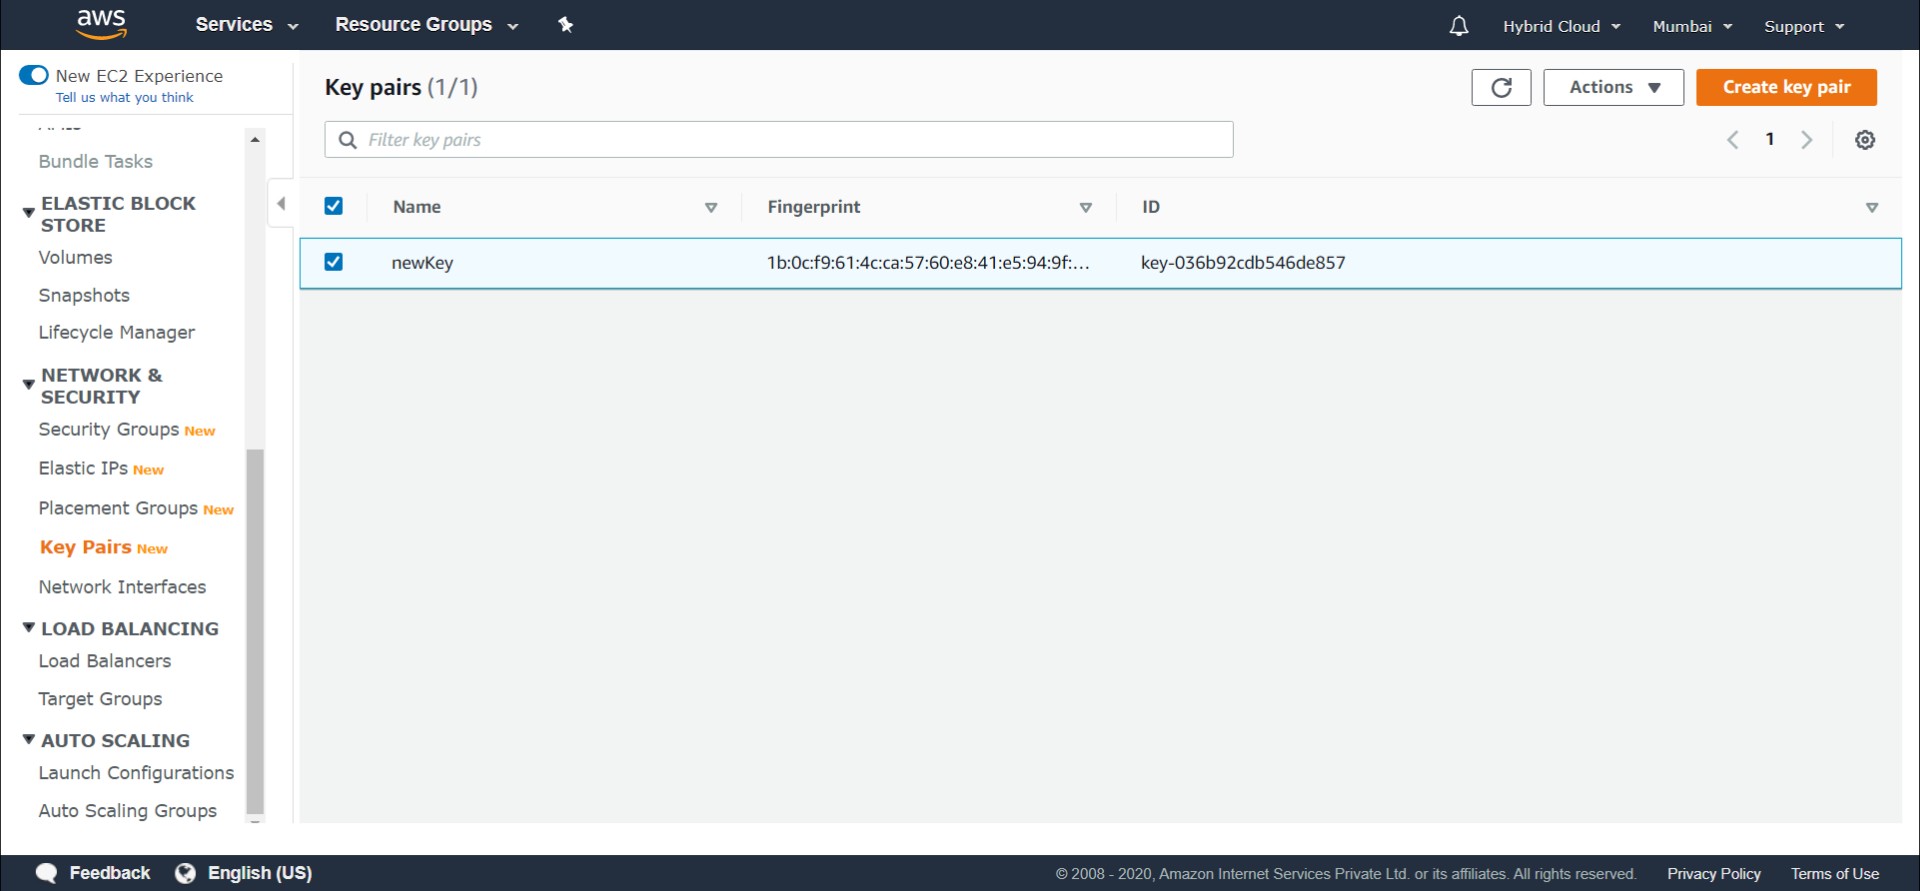 aws
Services
Resource Groups
Hybrid Cloud
Mumbai
Support
New EC2 Experience
Tell us what you think
Bundle Tasks
ELASTIC BLOCK
STORE
Volumes
Snapshots
Lifecycle Manager
NETWORK &
SECURITY
Security Groups New
Elastic IPs New
Placement Groups New
Key Pairs New
Network Interfaces
LOAD BALANCING
Load Balancers
Target Groups
AUTO SCALING
Launch Configurations
Auto Scaling Groups
Key pairs (1/1)
Actions
Create key pair
Filter key pairs
1
Name
Fingerprint
ID
newKey
1b:0c:f9:61:4c:ca:57:60:e8:41:e5:94:9f:...
key-036b92cdb546de857
Feedback
English (US)
© 2008 - 2020, Amazon Internet Services Private Ltd. or its affiliates. All rights reserved.
Privacy Policy
Terms of Use